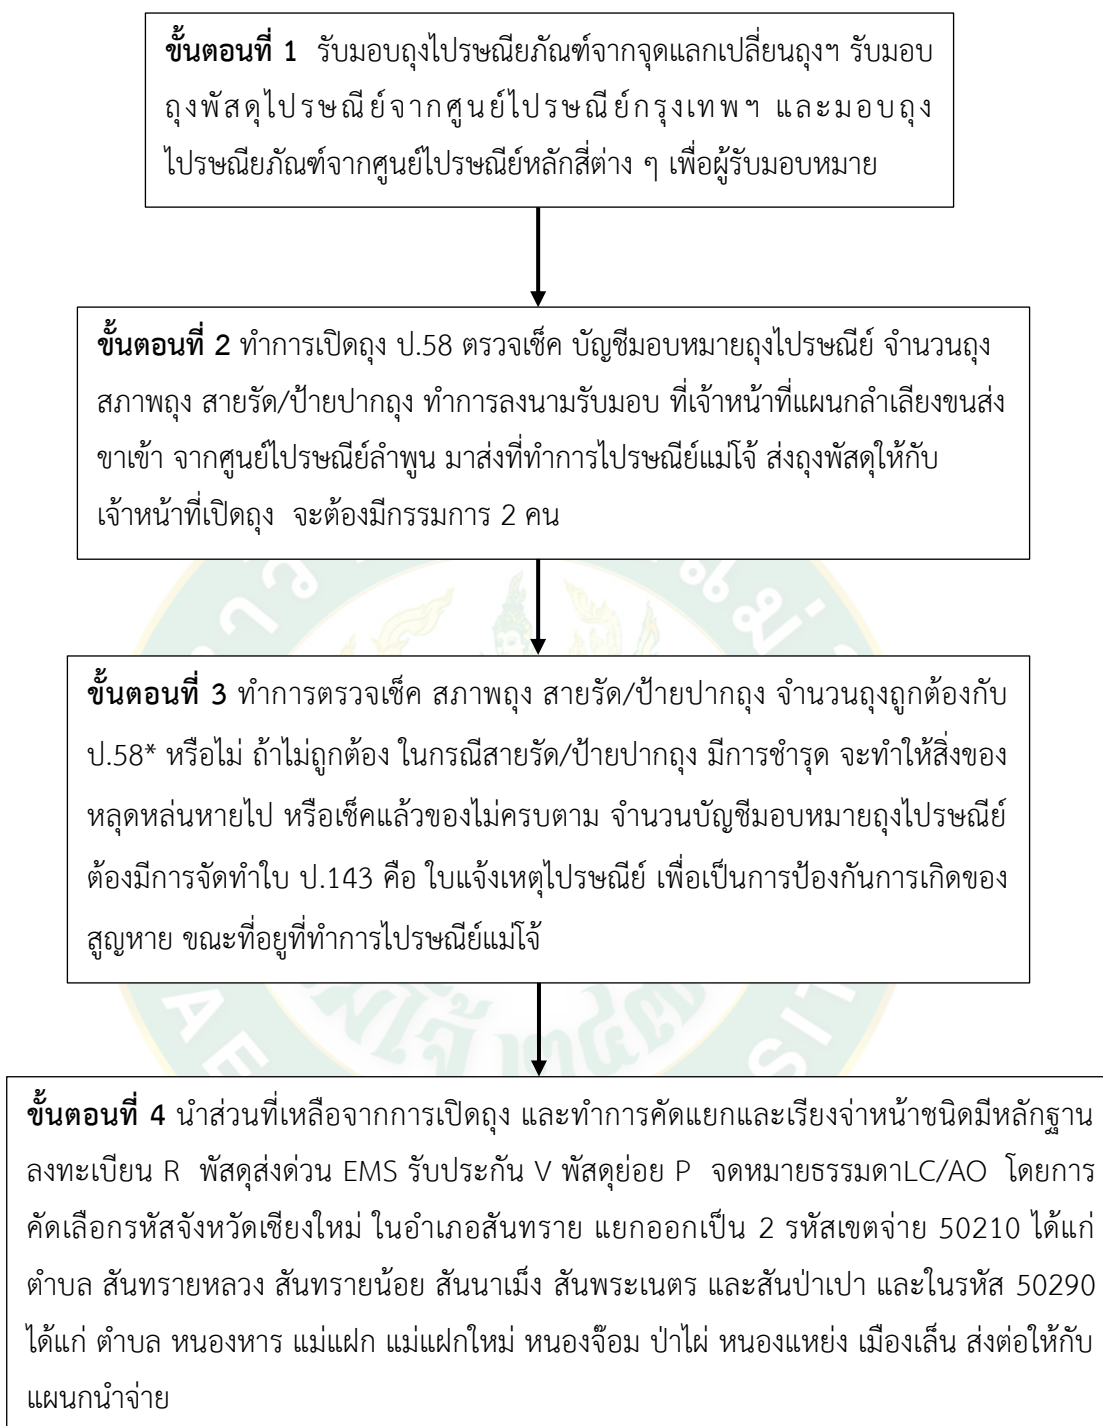 ขั้นตอนที่ 1 รับมอบถุงไปรษณียภัณฑ์จากจุดแลกเปลี่ยนถุงฯ รับมอบ
ถุงพัสดุไปรษณีย์จากศูนย์ไปรษณีย์กรุงเทพฯ และมอบถุง
ไปรษณียภัณฑ์จากศูนย์ไปรษณีย์หลักสี่ต่าง ๆ เพื่อผู้รับมอบหมาย
ขั้นตอนที่ 2 ทำการเปิดถุง ป.58 ตรวจเช็ค บัญชีมอบหมายถุงไปรษณีย์ จำนวนถุง
สภาพถุง สายรัด/ป้ายปากถุง ทำการลงนามรับมอบ ที่เจ้าหน้าที่แผนกลำเลียงขนส่ง
ขาเข้า จากศูนย์ไปรษณีย์ลำพูน มาส่งที่ทำการไปรษณีย์แม่โจ้ ส่งถุงพัสดุให้กับ
เจ้าหน้าที่เปิดถุง จะต้องมีกรรมการ 2 คน
ขั้นตอนที่ 3 ทำการตรวจเช็ค สภาพถุง สายรัด/ป้ายปากถุง จำนวนถุงถูกต้องกับ
ป.58* หรือไม่ ถ้าไม่ถูกต้อง ในกรณีสายรัด/ป้ายปากถุง มีการชำรุด จะทำให้สิ่งของ
หลุดหล่นหายไป หรือเช็คแล้วของไม่ครบตาม จำนวนบัญชีมอบหมายถุงไปรษณีย์
ต้องมีการจัดทำใบ ป.143 คือ ใบแจ้งเหตุไปรษณีย์ เพื่อเป็นการป้องกันการเกิดของ
สูญหาย ขณะที่อยูที่ทำการไปรษณีย์แม่โจ้
ขั้นตอนที่ 4 นำส่วนที่เหลือจากการเปิดถุง และทำการคัดแยกและเรียงจ่าหน้าชนิดมีหลักฐาน
ลงทะเบียน R พัสดุส่งด่วน EMS รับประกัน V พัสดุย่อย P จดหมายธรรมดาLC/AO โดยการ
คัดเลือกรหัสจังหวัดเชียงใหม่ ในอำเภอสันทราย แยกออกเป็น 2 รหัสเขตจ่าย 50210 ได้แก่
ตำบล สันทรายหลวง สันทรายน้อย สันนาเม็ง สันพระเนตร และสันป่าเปา และในรหัส 50290
ได้แก่ ตำบล หนองหาร แม่แฝก แม่แฝกใหม่ หนองจ๊อม ป่าไผ่ หนองแหย่ง เมืองเล็น ส่งต่อให้กับ
แผนกนำจ่าย